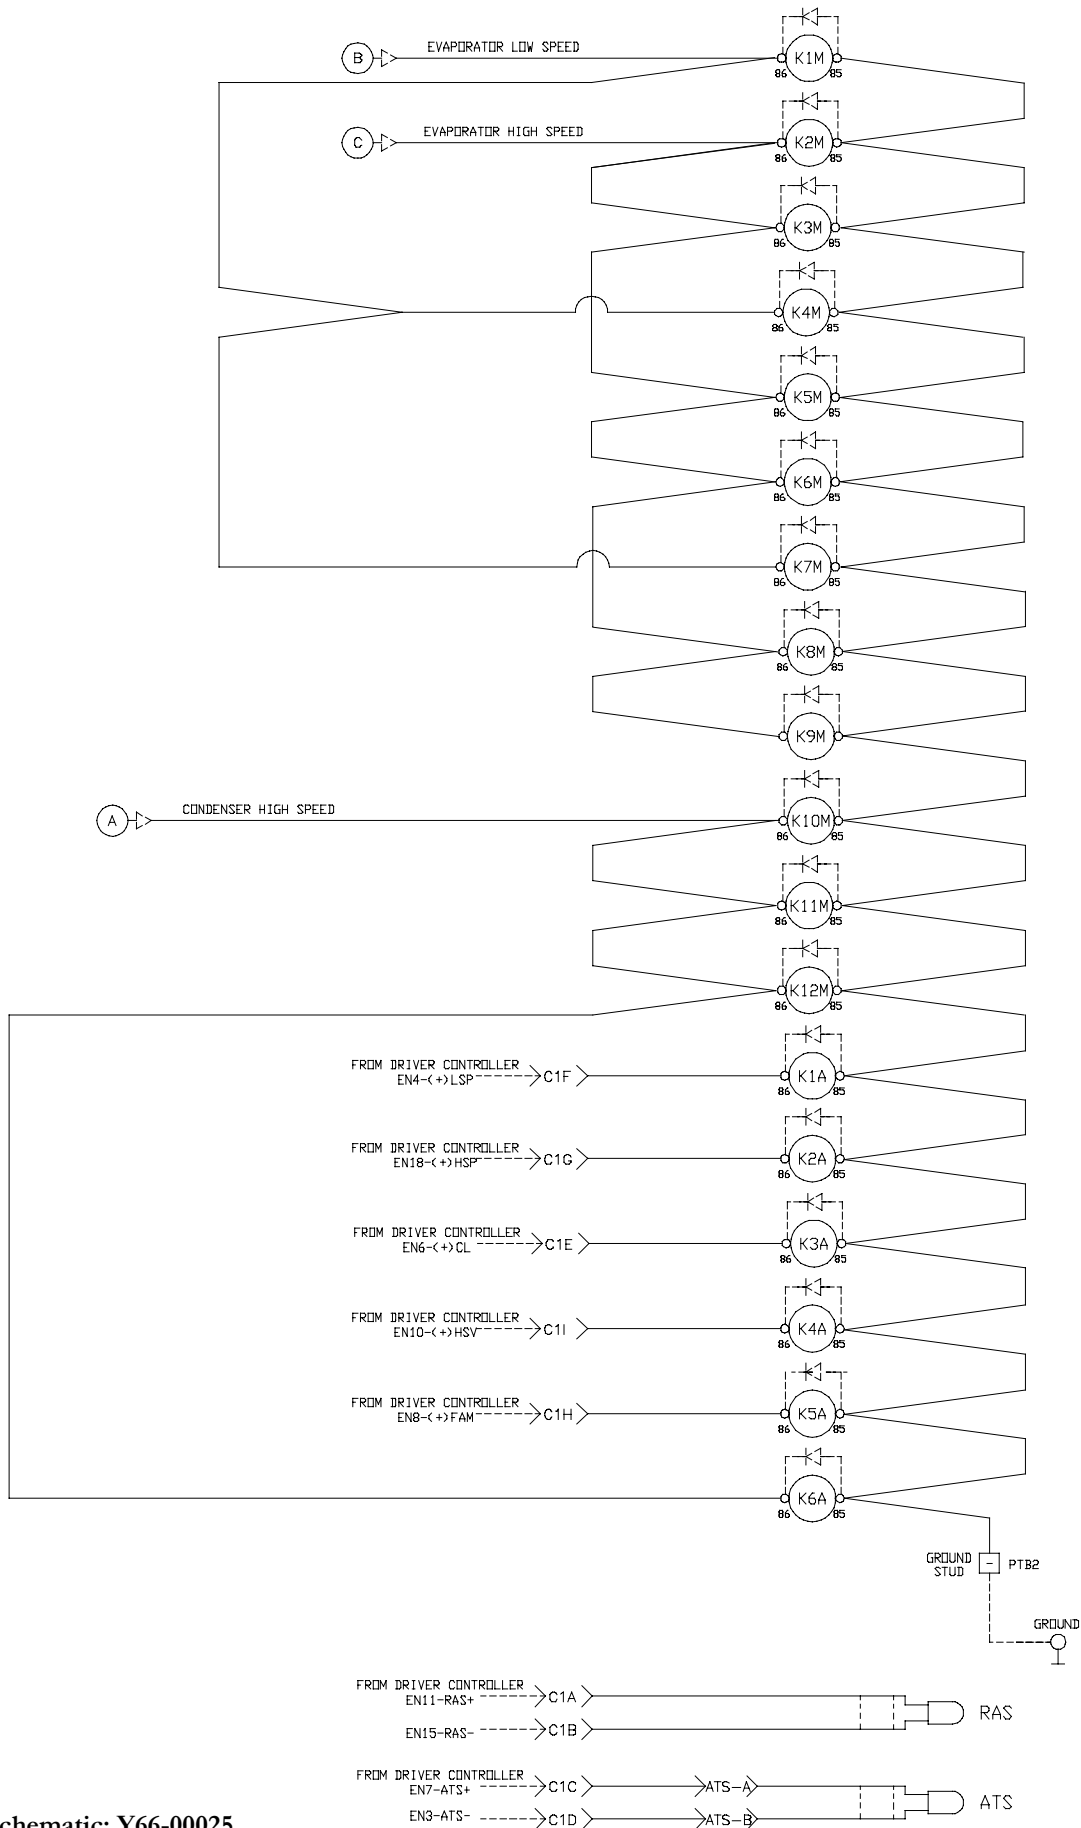 B EVAPORATOR LOW SPEED 86 K1M 85
C EVAPORATOR HIGH SPEED 86 K2M 85
86 K3M 85
86 K4M 85
86 K5M 85
86 K6M 85
86 K7M 85
86 K8M 85
K9M
A CONDENSER HIGH SPEED 86 K10M 85
86 K11M 85
86 K12M 85
FROM DRIVER CONTROLLER
EN4-(+)LSP C1F 86 K1A 85
FROM DRIVER CONTROLLER
EN18-(+)HSP C1G 86 K2A 85
FROM DRIVER CONTROLLER
EN6-(+)CL C1E 86 K3A 85
FROM DRIVER CONTROLLER
EN10-(+)HSV C1I 86 K4A 85
FROM DRIVER CONTROLLER
EN8-(+)FAM C1H 86 K5A 85
86 K6A 85
GROUND
STUD - PTB2
GROUND
FROM DRIVER CONTROLLER
EN11-RAS+ C1A
RAS
EN15-RAS- C1B
FROM DRIVER CONTROLLER
EN7-ATS+ C1C ATS-A
ATS
EN3-ATS- C1D ATS-B
chematic: Y66-00025